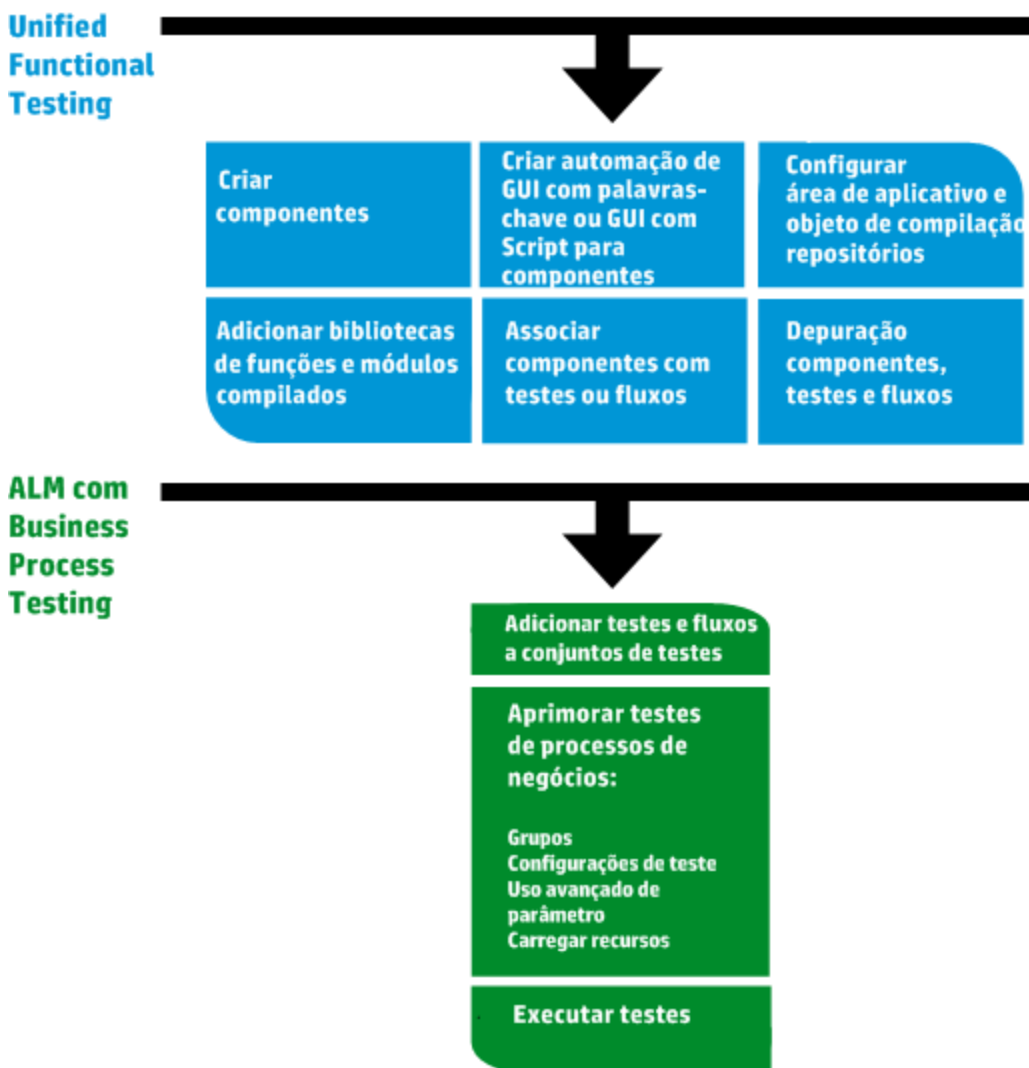 Unified
Functional
Testing
Criar
componentes
Criar automação de
GUI com palavras-
chave ou GUI com
Script para
componentes
Configurar
área de aplicativo e
objeto de compilação
repositórios
Adicionar bibliotecas
de funções e módulos
compilados
Associar
componentes com
testes ou fluxos
Depuração
componentes,
testes e fluxos
ALM com
Business
Process
Testing
Adicionar testes e fluxos
a conjuntos de testes
Aprimorar testes
de processos de
negócios:
Grupos
Configurações de teste
Uso avançado de
parâmetro
Carregar recursos
Executar testes